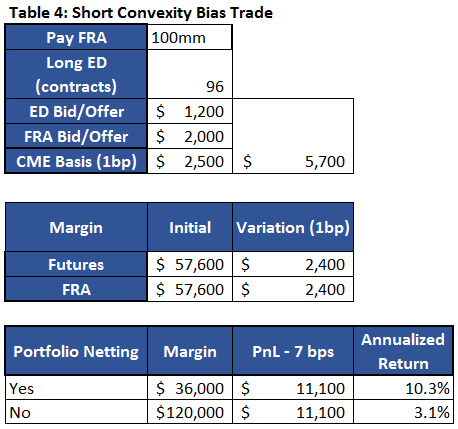 Table 4: Short Convexity Bias Trade
Pay FRA 100mm
Long ED
(contracts) 96
ED Bid/Offer $ 1,200
FRA Bid/Offer $ 2,000
CME Basis (1bp) $ 2,500 $ 5,700
Margin Initial Variation (1bp)
Futures $ 57,600 $ 2,400
FRA $ 57,600 $ 2,400
Portfolio Netting Margin PnL - 7 bps Annualized
Return
Yes $ 36,000 $ 11,100 10.3%
No $120,000 $ 11,100 3.1%